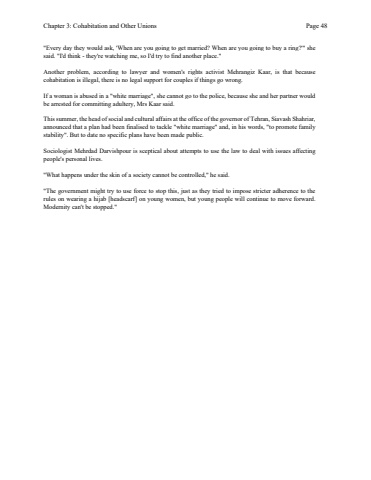 Chapter 3: Cohabitation and Other Unions Page 48
"Every day they would ask, 'When are you going to get married? When are you going to buy a ring?'" she
said. "I'd think - they're watching me, so I'd try to find another place."
Another problem, according to lawyer and women's rights activist Mehrangiz Kaar, is that because
cohabitation is illegal, there is no legal support for couples if things go wrong.
If a woman is abused in a "white marriage", she cannot go to the police, because she and her partner would
be arrested for committing adultery, Mrs Kaar said.
This summer, the head of social and cultural affairs at the office of the governor of Tehran, Siavash Shahriar,
announced that a plan had been finalised to tackle "white marriage" and, in his words, "to promote family
stability". But to date no specific plans have been made public.
Sociologist Mehrdad Darvishpour is sceptical about attempts to use the law to deal with issues affecting
people's personal lives.
"What happens under the skin of a society cannot be controlled," he said.
"The government might try to use force to stop this, just as they tried to impose stricter adherence to the
rules on wearing a hijab [headscarf] on young women, but young people will continue to move forward.
Modernity can't be stopped."